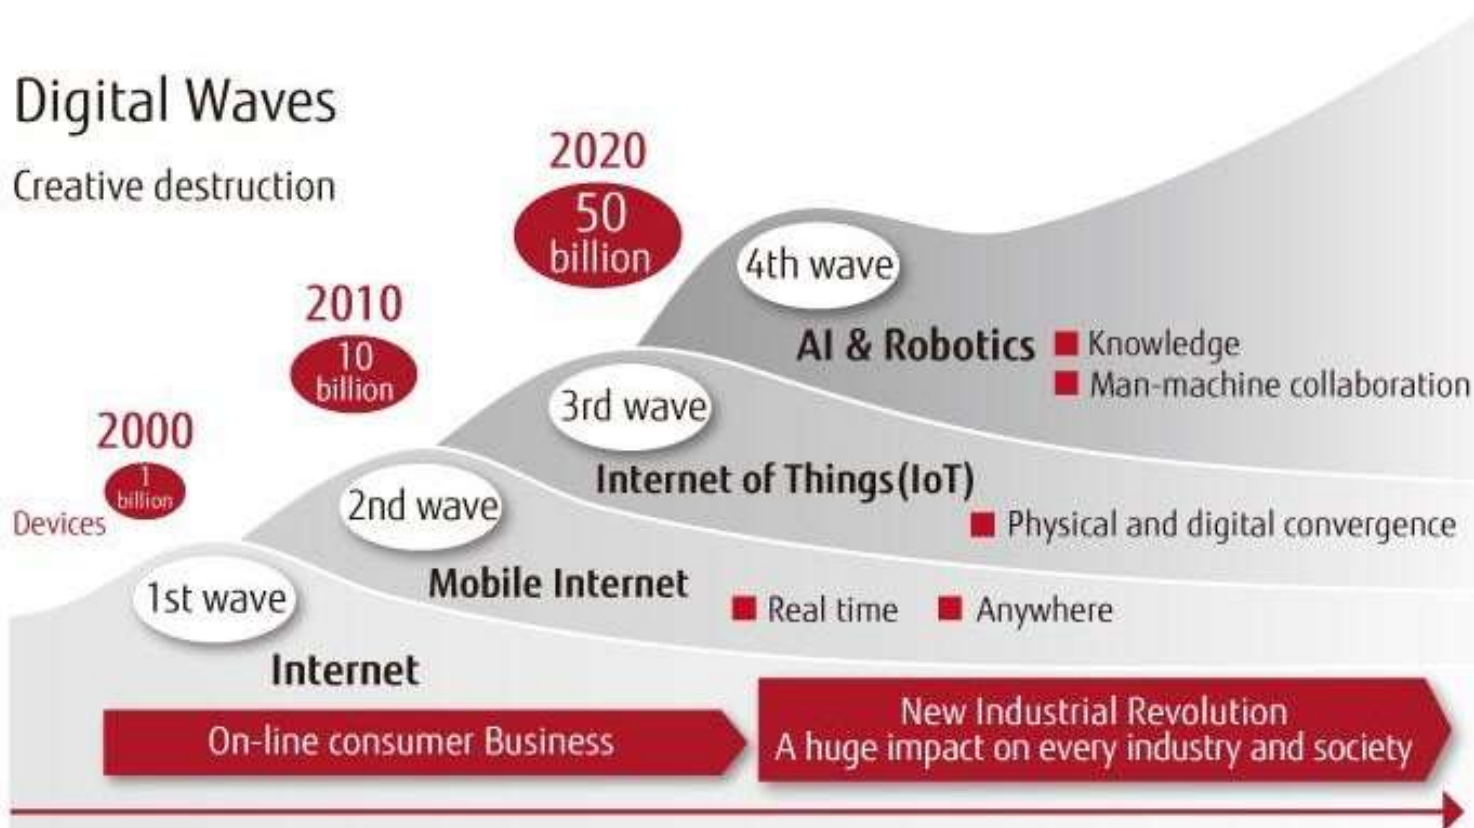 Digital Waves
Creative destruction
2020
50
billion
4th wave
2010
10
billion
AI & Robotics
Knowledge
Man-machine collaboration
2000
1
billion
Devices
3rd wave
Internet of Things(IoT)
Physical and digital convergence
2nd wave
Mobile Internet
Real time
Anywhere
1st wave
Internet
On-line consumer Business
New Industrial Revolution
A huge impact on every industry and society